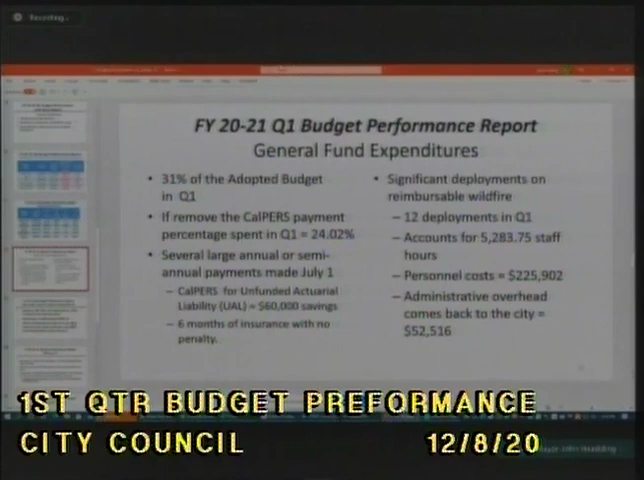 Recording...
FY 20-21 Q1 Budget Performance Report
General Fund Expenditures
• 31% of the Adopted Budget
in Q1
• If remove the CalPERS payment
percentage spent in Q1 = 24.02%
• Several large annual or semi-
annual payments made July 1
– CalPERS for Unfunded Actuarial
Liability (UAL) = $60,000 savings
– 6 months of insurance with no
penalty.
• Significant deployments on
reimbursable wildfire
– 12 deployments in Q1
– Accounts for 5,283.75 staff
hours
– Personnel costs = $225,902
– Administrative overhead
comes back to the city =
$52,516
1ST QTR BUDGET PREFORMANCE
CITY COUNCIL 12/8/20